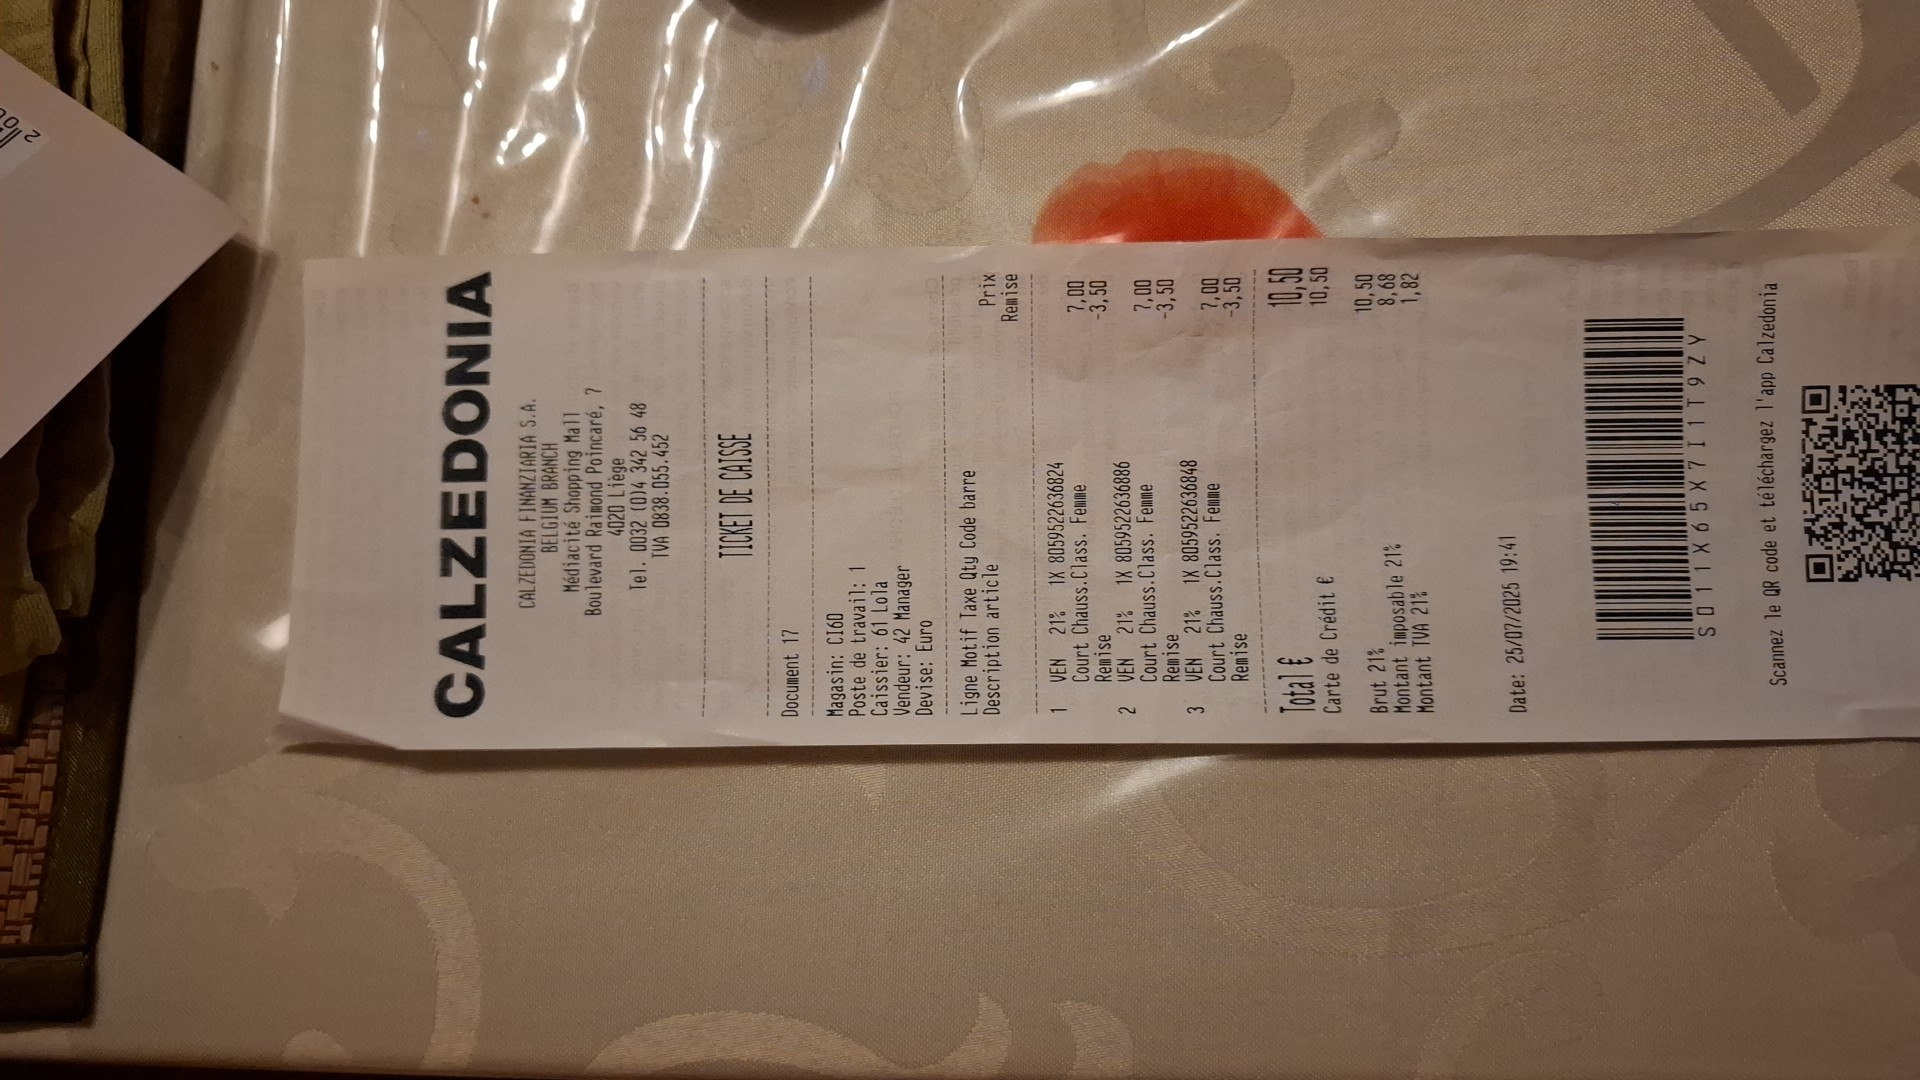 CALZEDONIA
CALZEDONIA FINANZIARIA S.A.
BELGIUM BRANCH
Médiacité Shopping Mall
Boulevard Raimond Poincaré, 7
4020 Liège
Tel. 0032 (0)4 342 56 48
TVA 0838.055.452
TICKET DE CAISSE
Document 17
Magasin: CI60
Poste de travail: 1
Caissier: 61 Lola
Vendeur: 42 Manager
Devise: Euro
Ligne Motif Taxe Qty Code barre Prix
Description article Remise
1 VEN 21% 1X 8059522636824 7,00
Court Chauss.Class. Femme
Remise -3,50
2 VEN 21% 1X 8059522636886 7,00
Court Chauss.Class. Femme
Remise -3,50
3 VEN 21% 1X 8059522636848 7,00
Court Chauss.Class. Femme
Remise -3,50
Total € 10,50
Carte de Crédit € 10,50
Brut 21% 10,50
Montant imposable 21% 8,68
Montant TVA 21% 1,82
Date: 25/07/2025 19:41
S011X65X7I1T9ZY
Scannez le QR code et téléchargez l'app Calzedonia